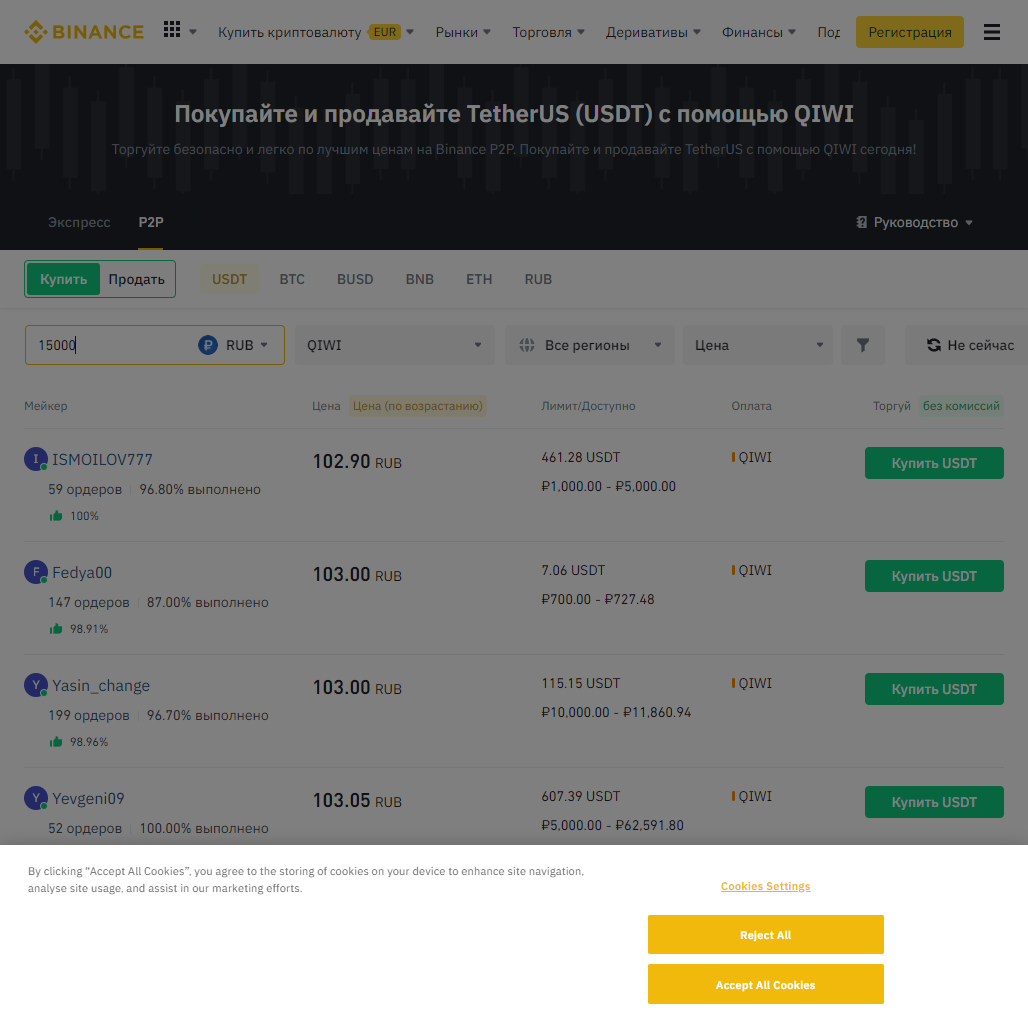 BINANCE Купить криптовалюту EUR Рынки Торговля Деривативы Финансы Под Регистрация
Покупайте и продавайте TetherUS (USDT) с помощью QIWI
Торгуйте безопасно и легко по лучшим ценам на Binance P2P. Покупайте и продавайте TetherUS с помощью QIWI сегодня!
Экспресс P2P Руководство
Купить Продать USDT BTC BUSD BNB ETH RUB
15000 RUB QIWI Все регионы Цена Не сейчас
Мейкер Цена Цена (по возрастанию) Лимит/Доступно Оплата Торгуй без комиссий
I ISMOILOV777 102.90 RUB 461.28 USDT QIWI Купить USDT
59 ордеров 96.80% выполнено ₽1,000.00 - ₽5,000.00
100%
F Fedya00 103.00 RUB 7.06 USDT QIWI Купить USDT
147 ордеров 87.00% выполнено ₽700.00 - ₽727.48
98.91%
Y Yasin_change 103.00 RUB 115.15 USDT QIWI Купить USDT
199 ордеров 96.70% выполнено ₽10,000.00 - ₽11,860.94
98.96%
Y Yevgeni09 103.05 RUB 607.39 USDT QIWI Купить USDT
52 ордеров 100.00% выполнено ₽5,000.00 - ₽62,591.80
By clicking “Accept All Cookies”, you agree to the storing of cookies on your device to enhance site navigation,
analyse site usage, and assist in our marketing efforts.
Cookies Settings
Reject All
Accept All Cookies